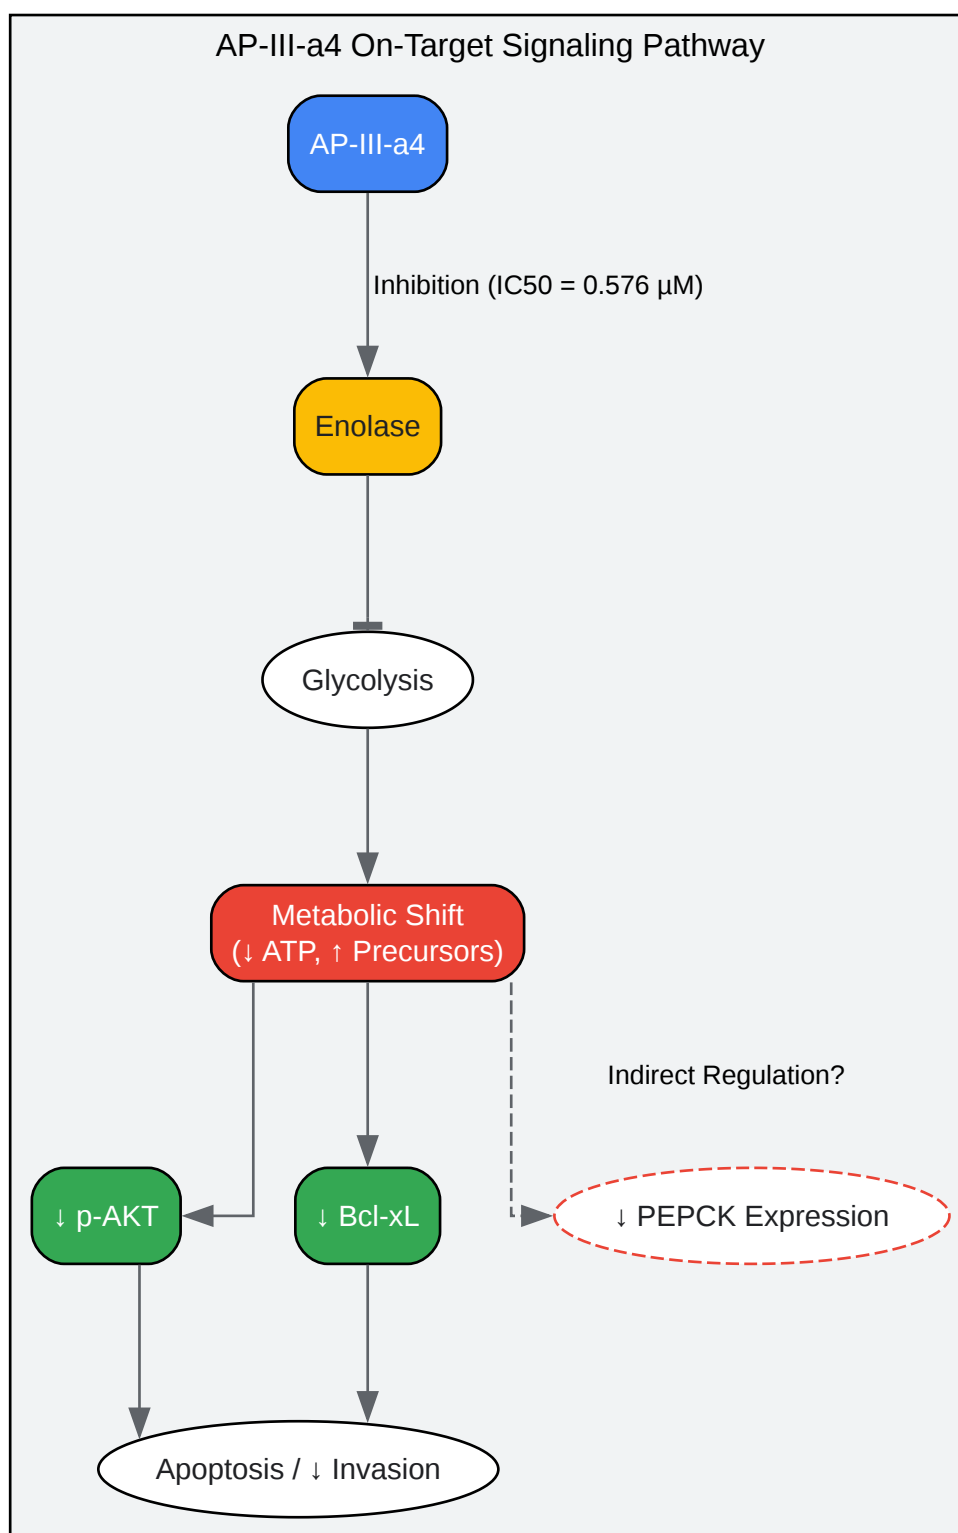 AP-III-a4 On-Target Signaling Pathway
AP-III-a4
Inhibition (IC50 = 0.576 µM)
Enolase
Glycolysis
Metabolic Shift
(↓ ATP, ↑ Precursors)
Indirect Regulation?
↓ p-AKT
↓ Bcl-xL
↓ PEPCK Expression
Apoptosis / ↓ Invasion